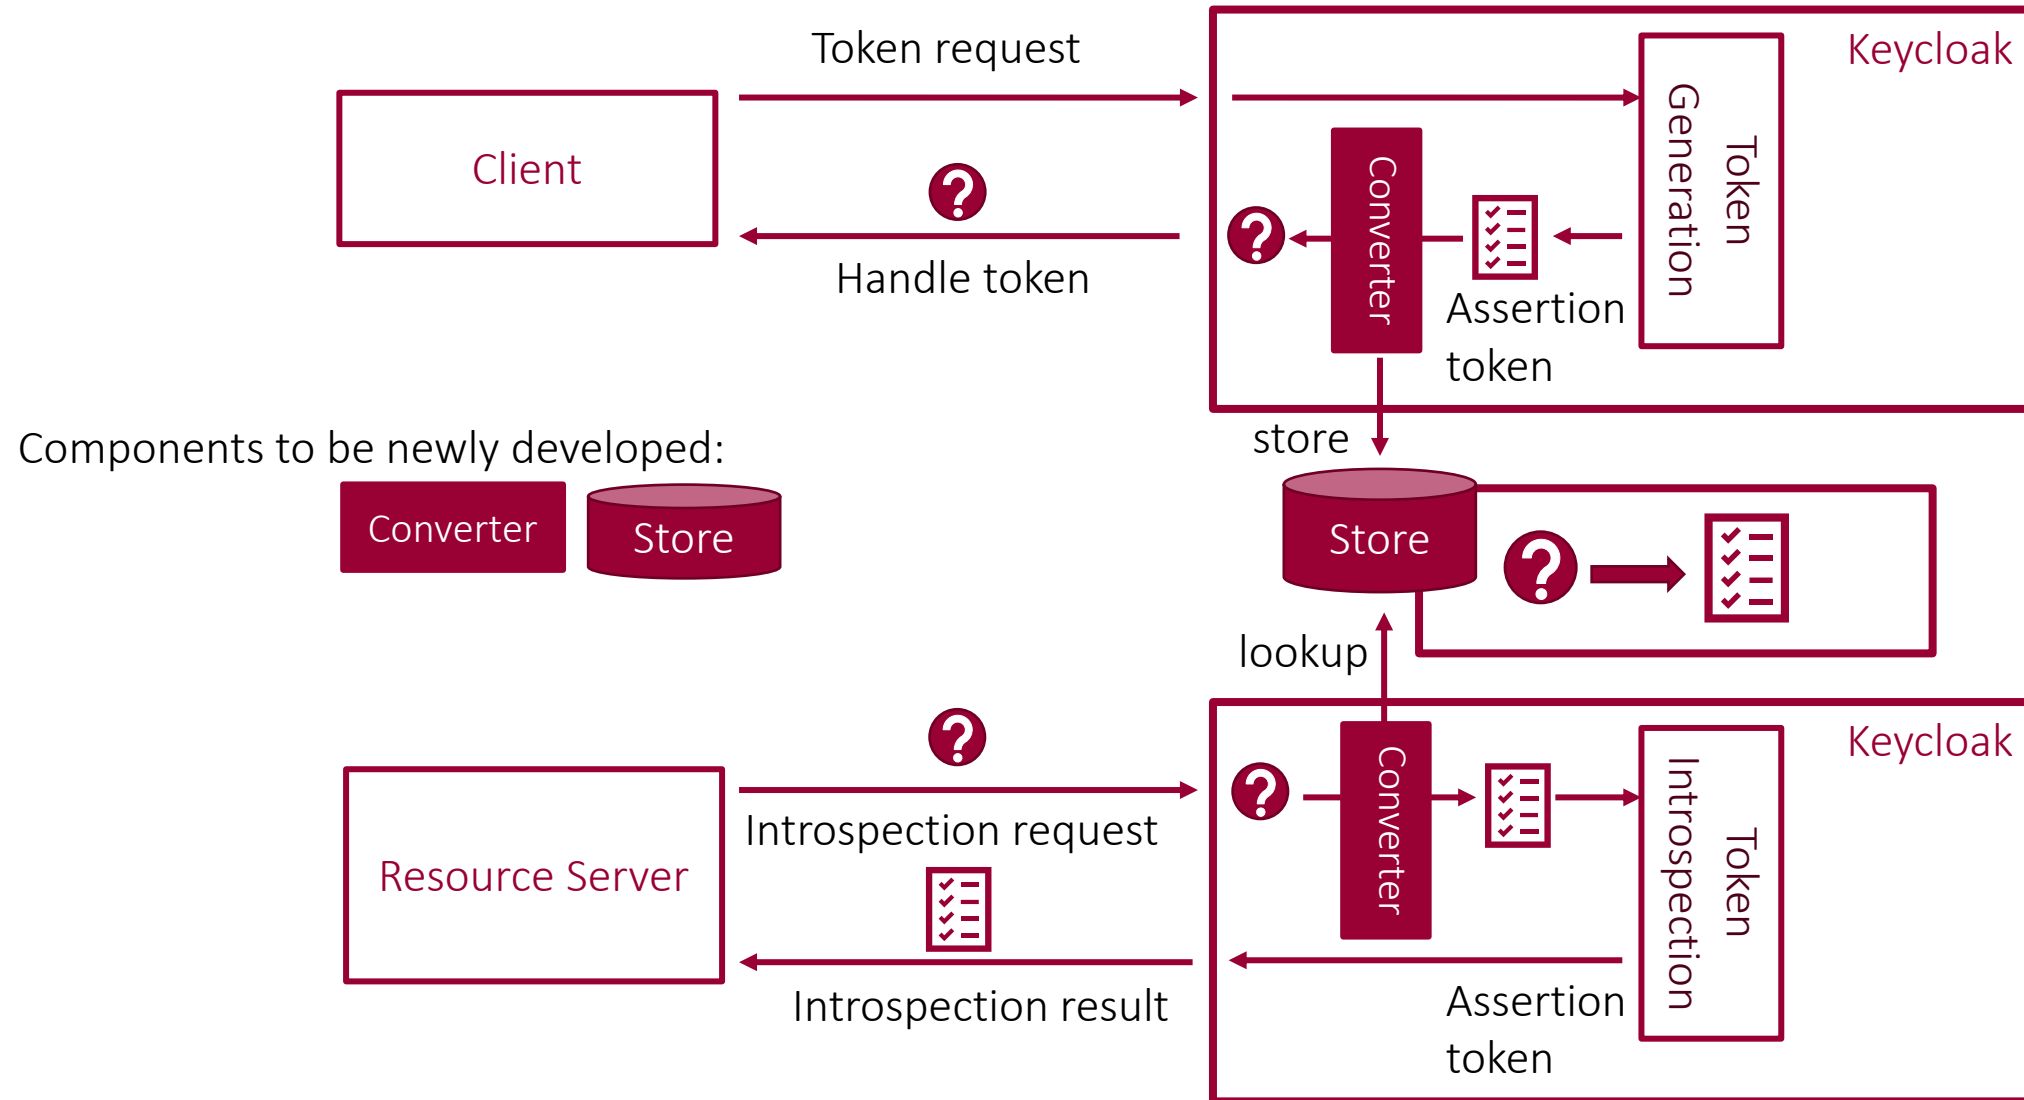 Token request
Keycloak
Client
Token
Generation
Converter
Handle token
Assertion
token
store
Components to be newly developed:
Converter
Store
Store
lookup
Keycloak
Introspection request
Converter
Token
Introspection
Resource Server
Introspection result
Assertion
token